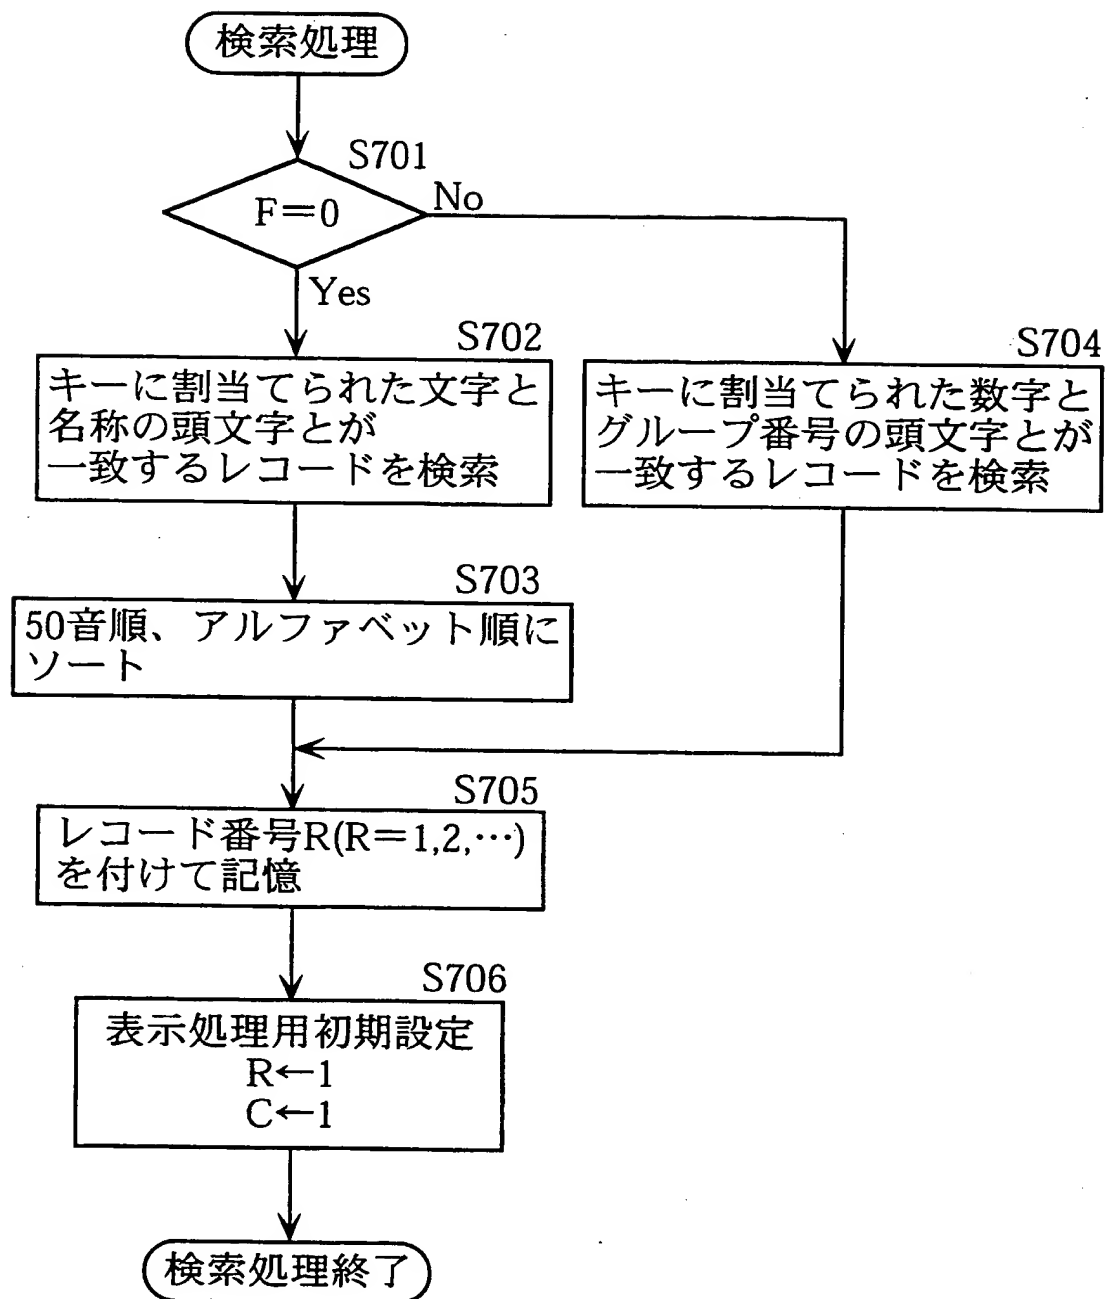 検索処理
S701
F=0
No
Yes
S702
キーに割当てられた文字と
名称の頭文字とが
一致するレコードを検索
S704
キーに割当てられた数字と
グループ番号の頭文字とが
一致するレコードを検索
S703
50音順、アルファベット順に
ソート
S705
レコード番号R(R=1,2,…)
を付けて記憶
S706
表示処理用初期設定
R←1
C←1
検索処理終了